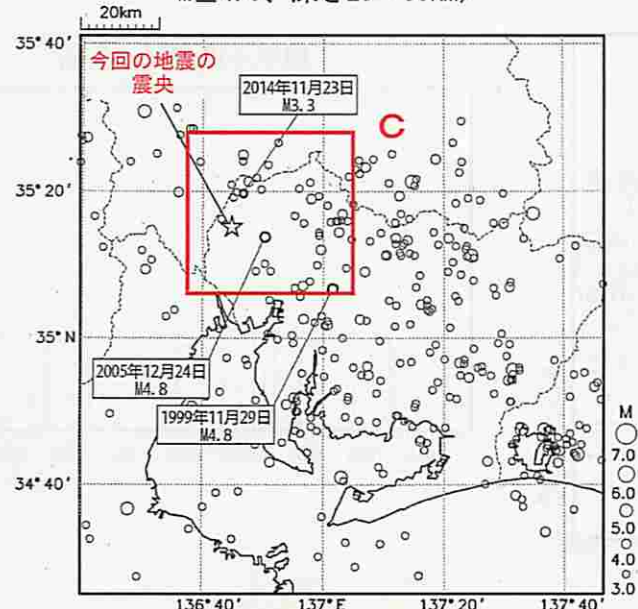 20km
35°40′
今回の地震の
震央
2014年11月23日
M3.3
C
35°20′
35°N
2005年12月24日
M4.8
1999年11月29日
M4.8
34°40′
M
7.0
6.0
5.0
4.0
3.0
136°40′
137°E
137°20′
137°40′